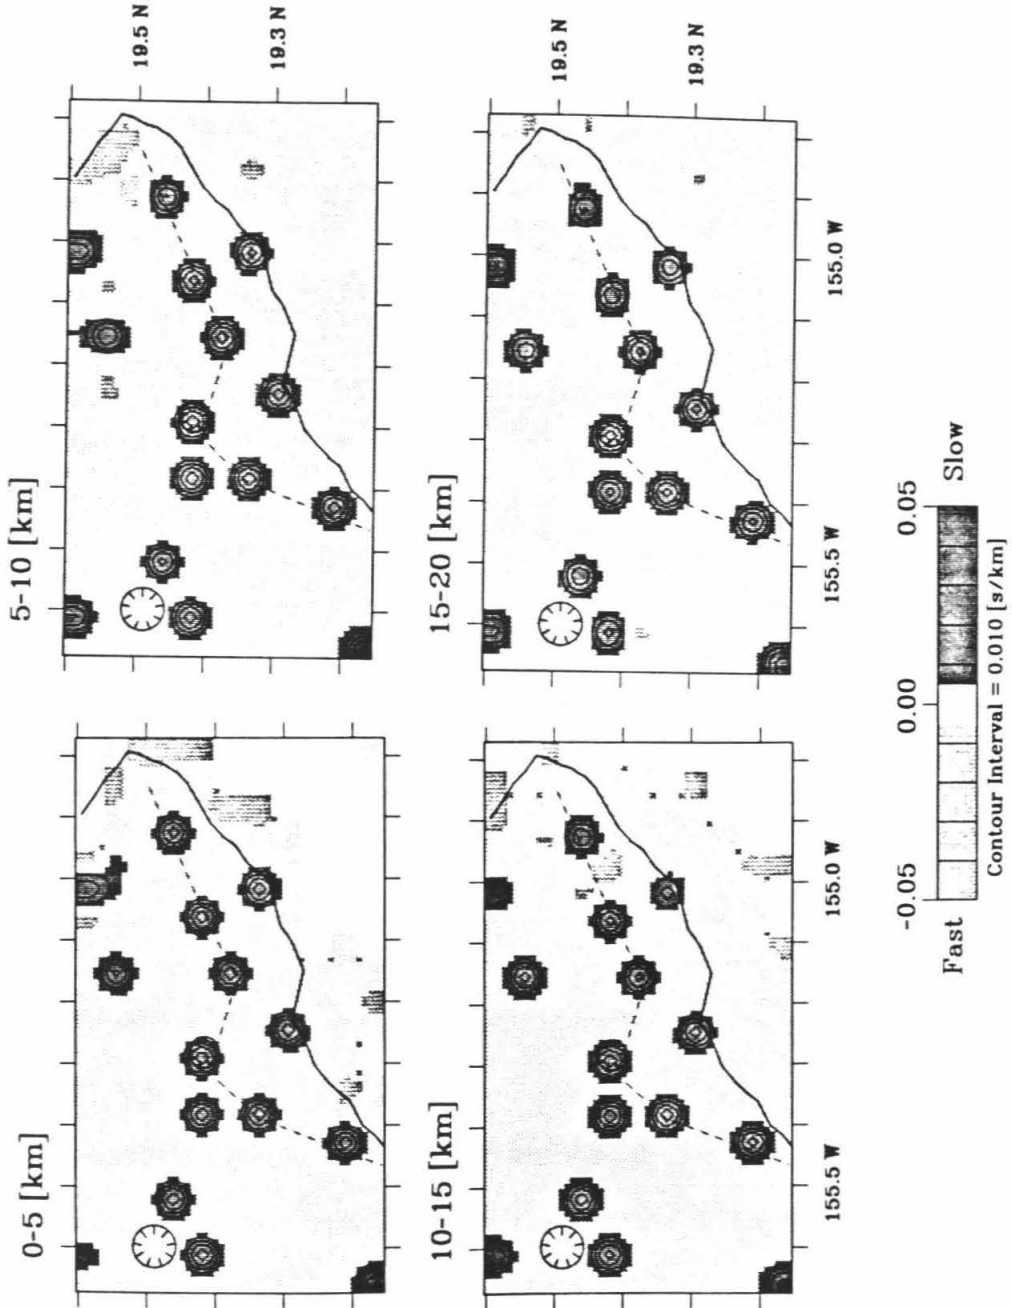 0-5 [km]
5-10 [km]
19.5 N
19.3 N
10-15 [km]
15-20 [km]
19.5 N
19.3 N
155.5 W
155.0 W
155.5 W
155.0 W
-0.05
0.00
0.05
Fast
Slow
Contour Interval = 0.010 [s/km]